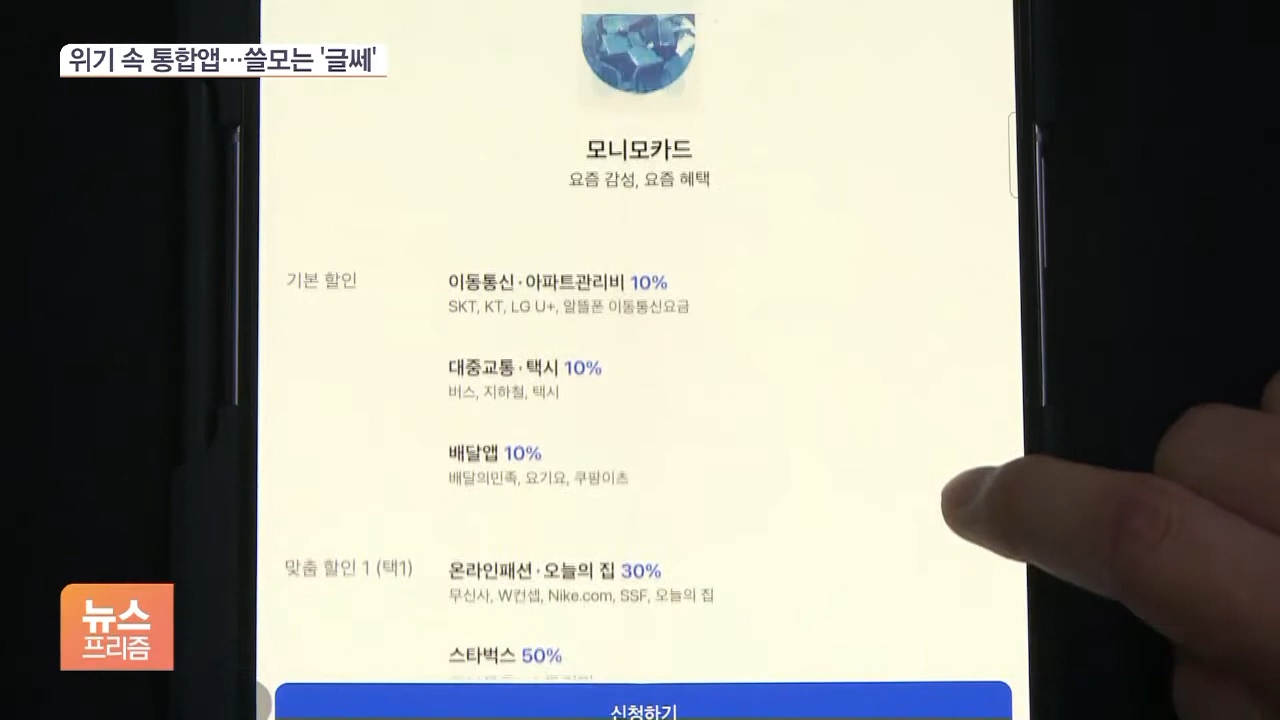 위기 속 통합앱…쓸모는 '글쎄'
모니모카드
요즘 감성, 요즘 혜택
기본 할인
이동통신·아파트관리비 10%
SKT, KT, LG U+, 알뜰폰 이동통신요금
대중교통·택시 10%
버스, 지하철, 택시
배달앱 10%
배달의민족, 요기요, 쿠팡이츠
맞춤 할인 1 (택1)
온라인패션·오늘의 집 30%
무신사, W컨셉, Nike.com, SSF, 오늘의 집
스타벅스 50%
신청하기
뉴스
프리즘